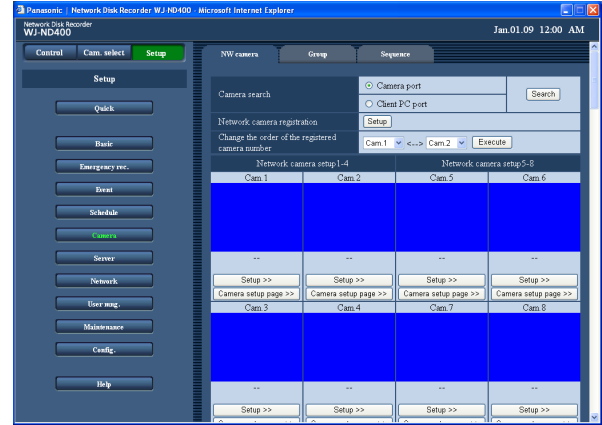 Panasonic | Network Disk Recorder WJ-ND400 - Microsoft Internet Explorer
Network Disk Recorder
WJ-ND400
Jan.01.09 12:00 AM
Control Cam. select Setup
NW camera Group Sequence
Setup
Quick
Basic
Emergency rec.
Event
Schedule
Camera
Server
Network
User mng.
Maintenance
Config.
Help
Camera search
Camera port
Client PC port
Search
Network camera registration
Setup
Change the order of the registered
camera number
Cam.1 <--> Cam.2 Execute
Network camera setup1-4 Network camera setup5-8
Cam.1 Cam.2 Cam.5 Cam.6
-- -- -- --
Setup >> Setup >> Setup >> Setup >>
Camera setup page >> Camera setup page >> Camera setup page >> Camera setup page >>
Cam.3 Cam.4 Cam.7 Cam.8
-- -- -- --
Setup >> Setup >> Setup >> Setup >>